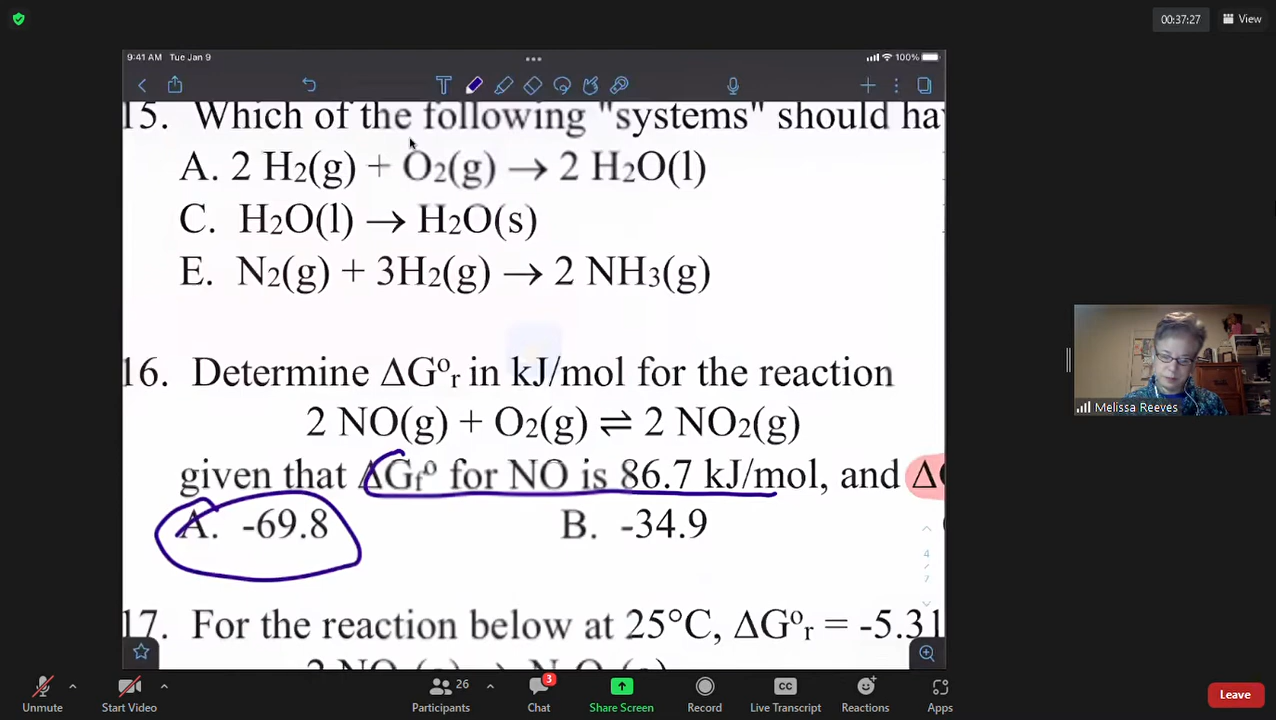 00:37:27
View
9:41 AM Tue Jan 9
100%
T
15. Which of the following "systems" should ha
A. 2 H₂(g) + O₂(g) → 2 H₂O(l)
C. H₂O(l) → H₂O(s)
E. N₂(g) + 3H₂(g) → 2 NH₃(g)
16. Determine ΔG°ᵣ in kJ/mol for the reaction
2 NO(g) + O₂(g) ⇌ 2 NO₂(g)
given that ΔGf° for NO is 86.7 kJ/mol, and Δ
A. -69.8 B. -34.9
4
/
7
17. For the reaction below at 25°C, ΔG°ᵣ = -5.31
Melissa Reeves
Unmute
Start Video
26
Participants
3
Chat
Share Screen
Record
CC
Live Transcript
Reactions
Apps
Leave